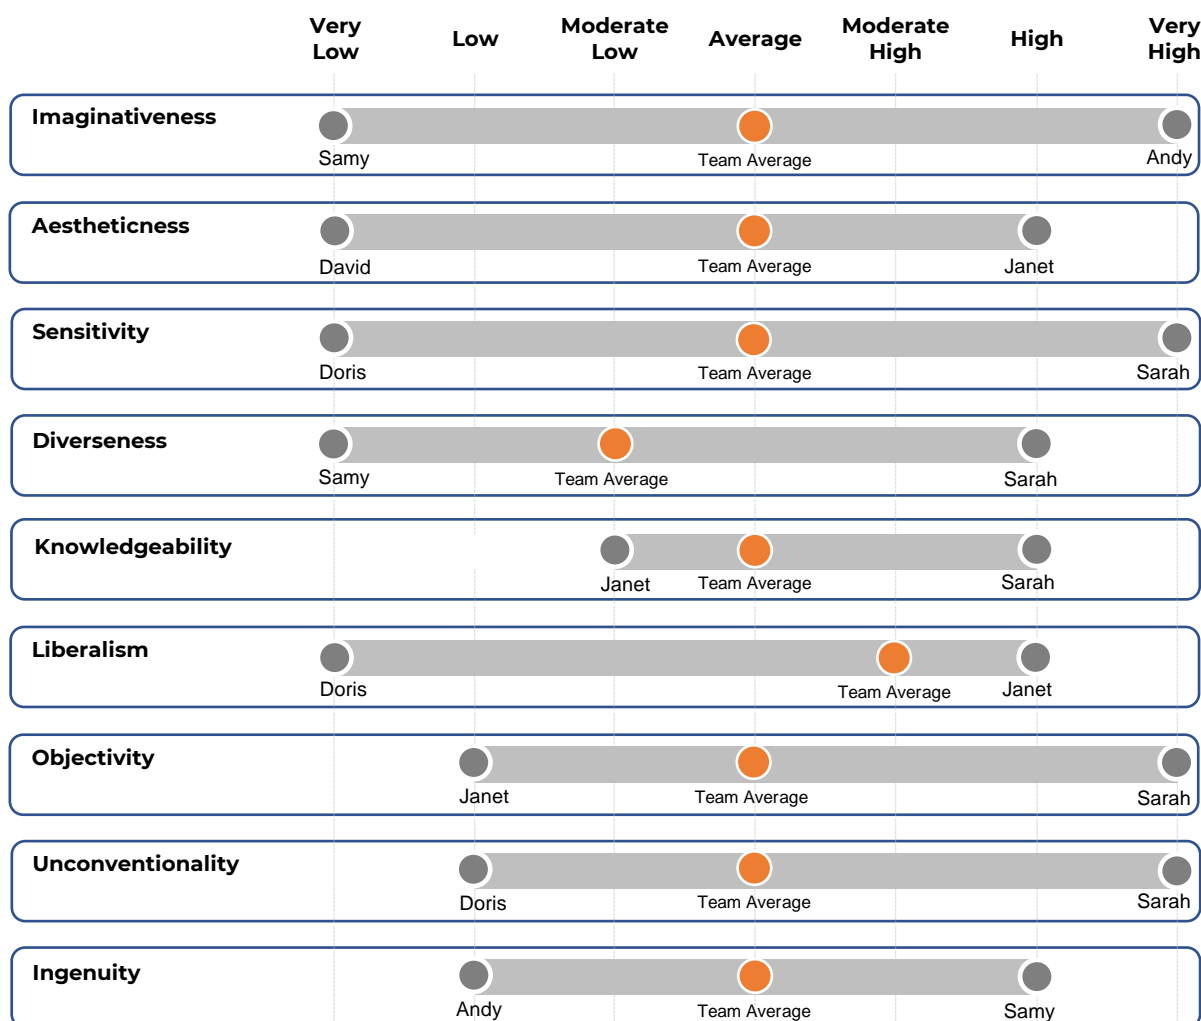 Very Low
Low
Moderate Low
Average
Moderate High
High
Very High
Imaginativeness
Samy
Team Average
Andy
Aestheticness
David
Team Average
Janet
Sensitivity
Doris
Team Average
Sarah
Diverseness
Samy
Team Average
Sarah
Knowledgeability
Janet
Team Average
Sarah
Liberalism
Doris
Team Average
Janet
Objectivity
Janet
Team Average
Sarah
Unconventionality
Doris
Team Average
Sarah
Ingenuity
Andy
Team Average
Samy